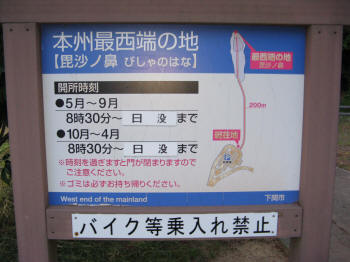 本州最西端の地
【毘沙ノ鼻 びしゃのはな】
開所時刻
●5月～9月
8時30分～ 日 没 まで
●10月～4月
8時30分～ 日 没 まで
※時刻を過ぎますと門が閉まりますので
ご注意ください。
※ゴミは必ずお持ち帰りください。
West end of the mainland
最西端の地
毘沙ノ鼻
200m
現在地
P
下関市
バイク等乗入れ禁止